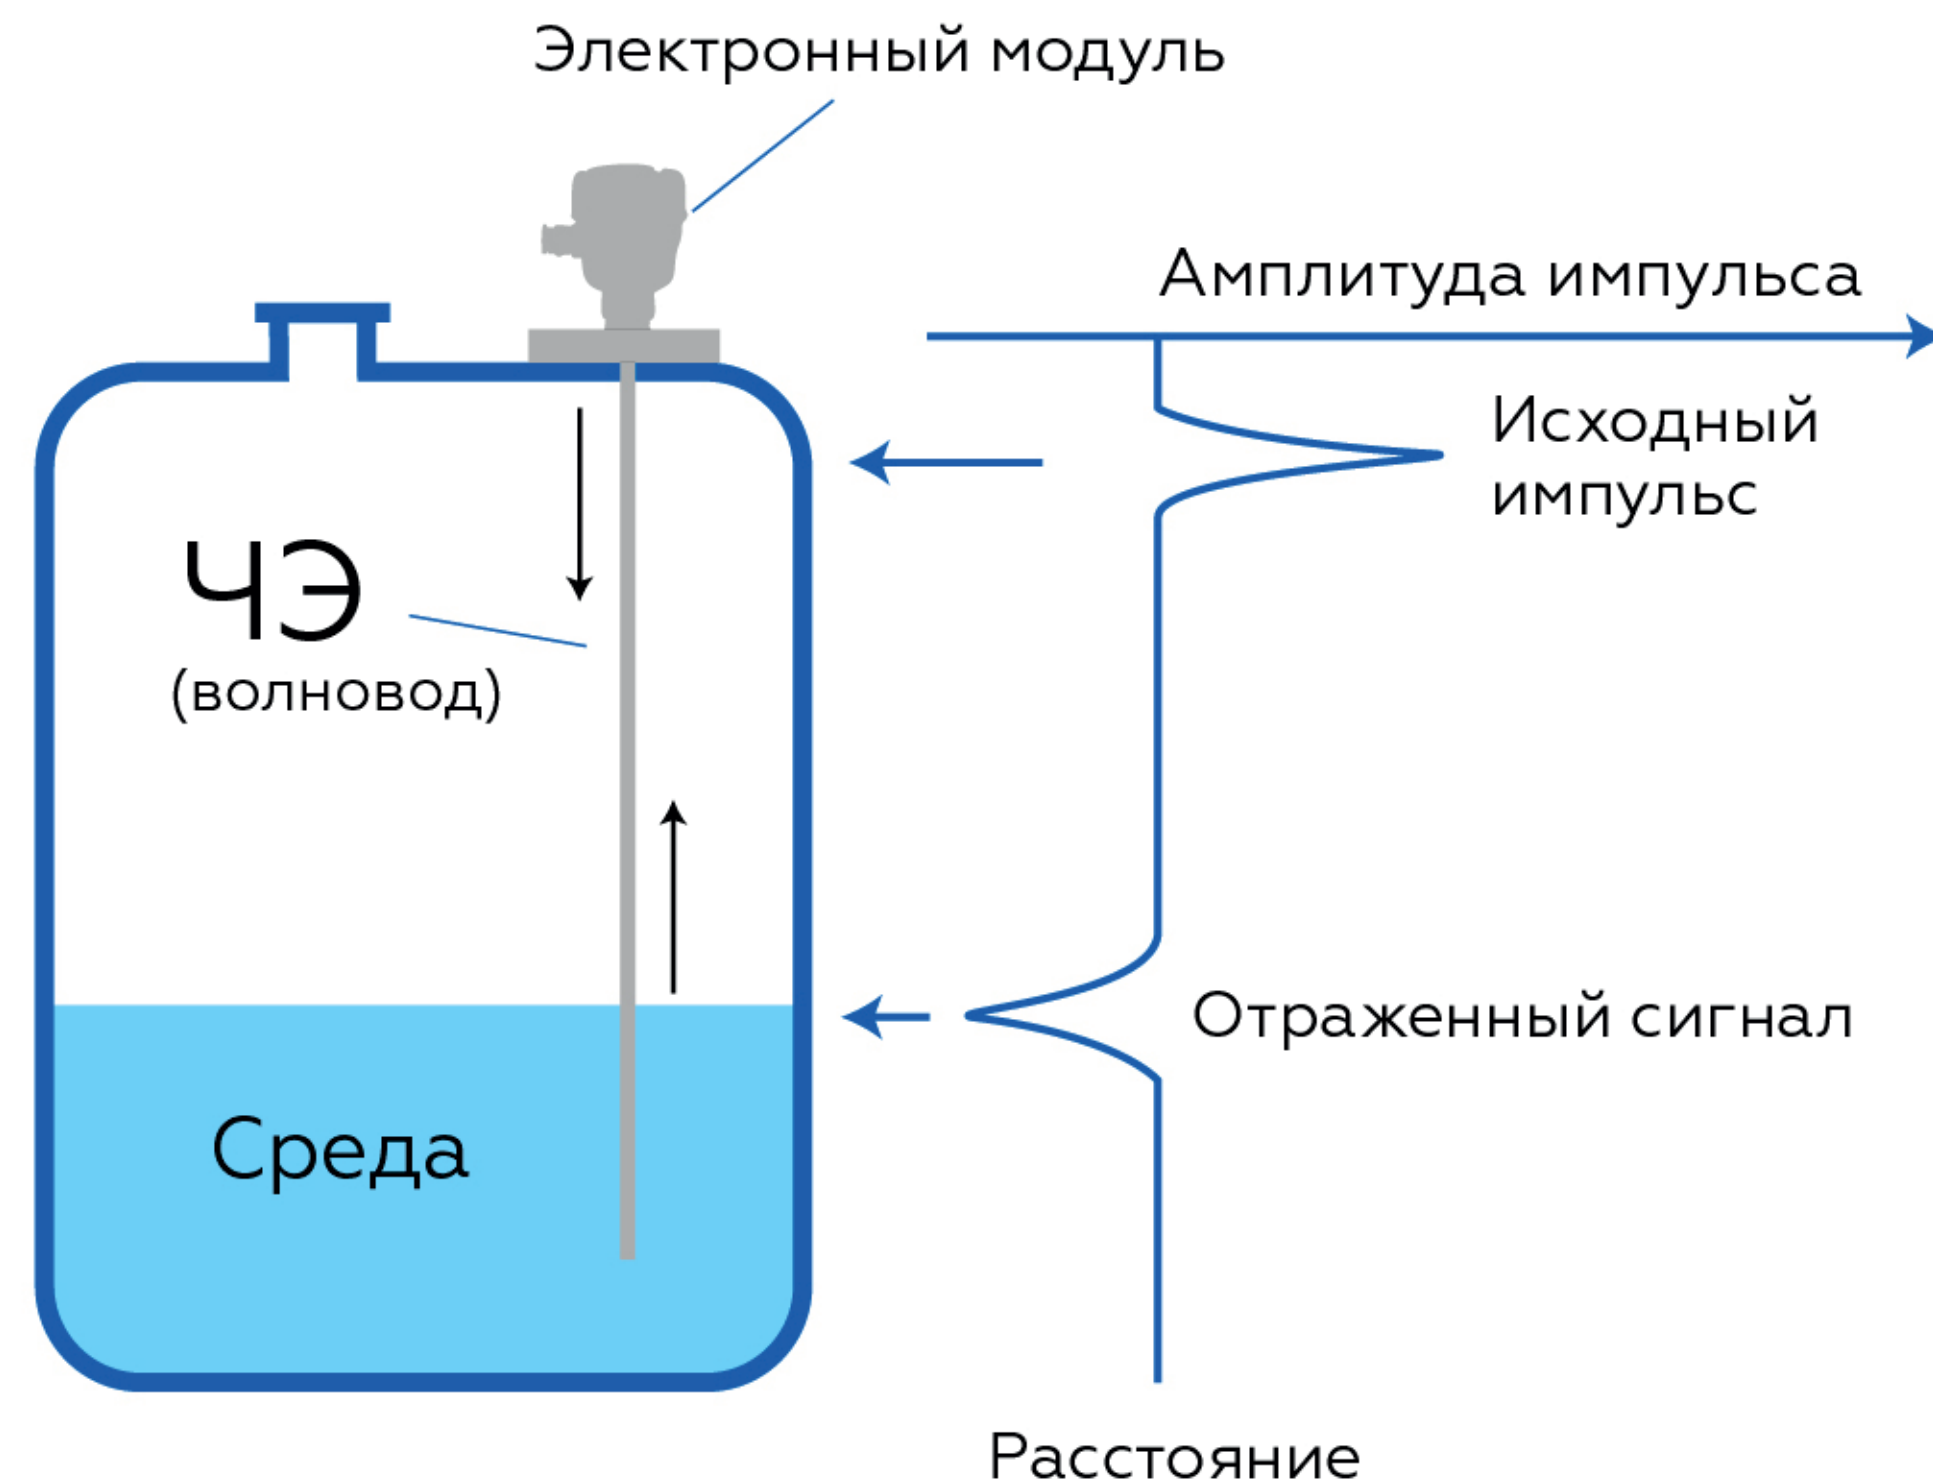 Электронный модуль
Амплитуда импульса
Исходный
импульс
ЧЭ
(волновод)
Отраженный сигнал
Среда
Расстояние